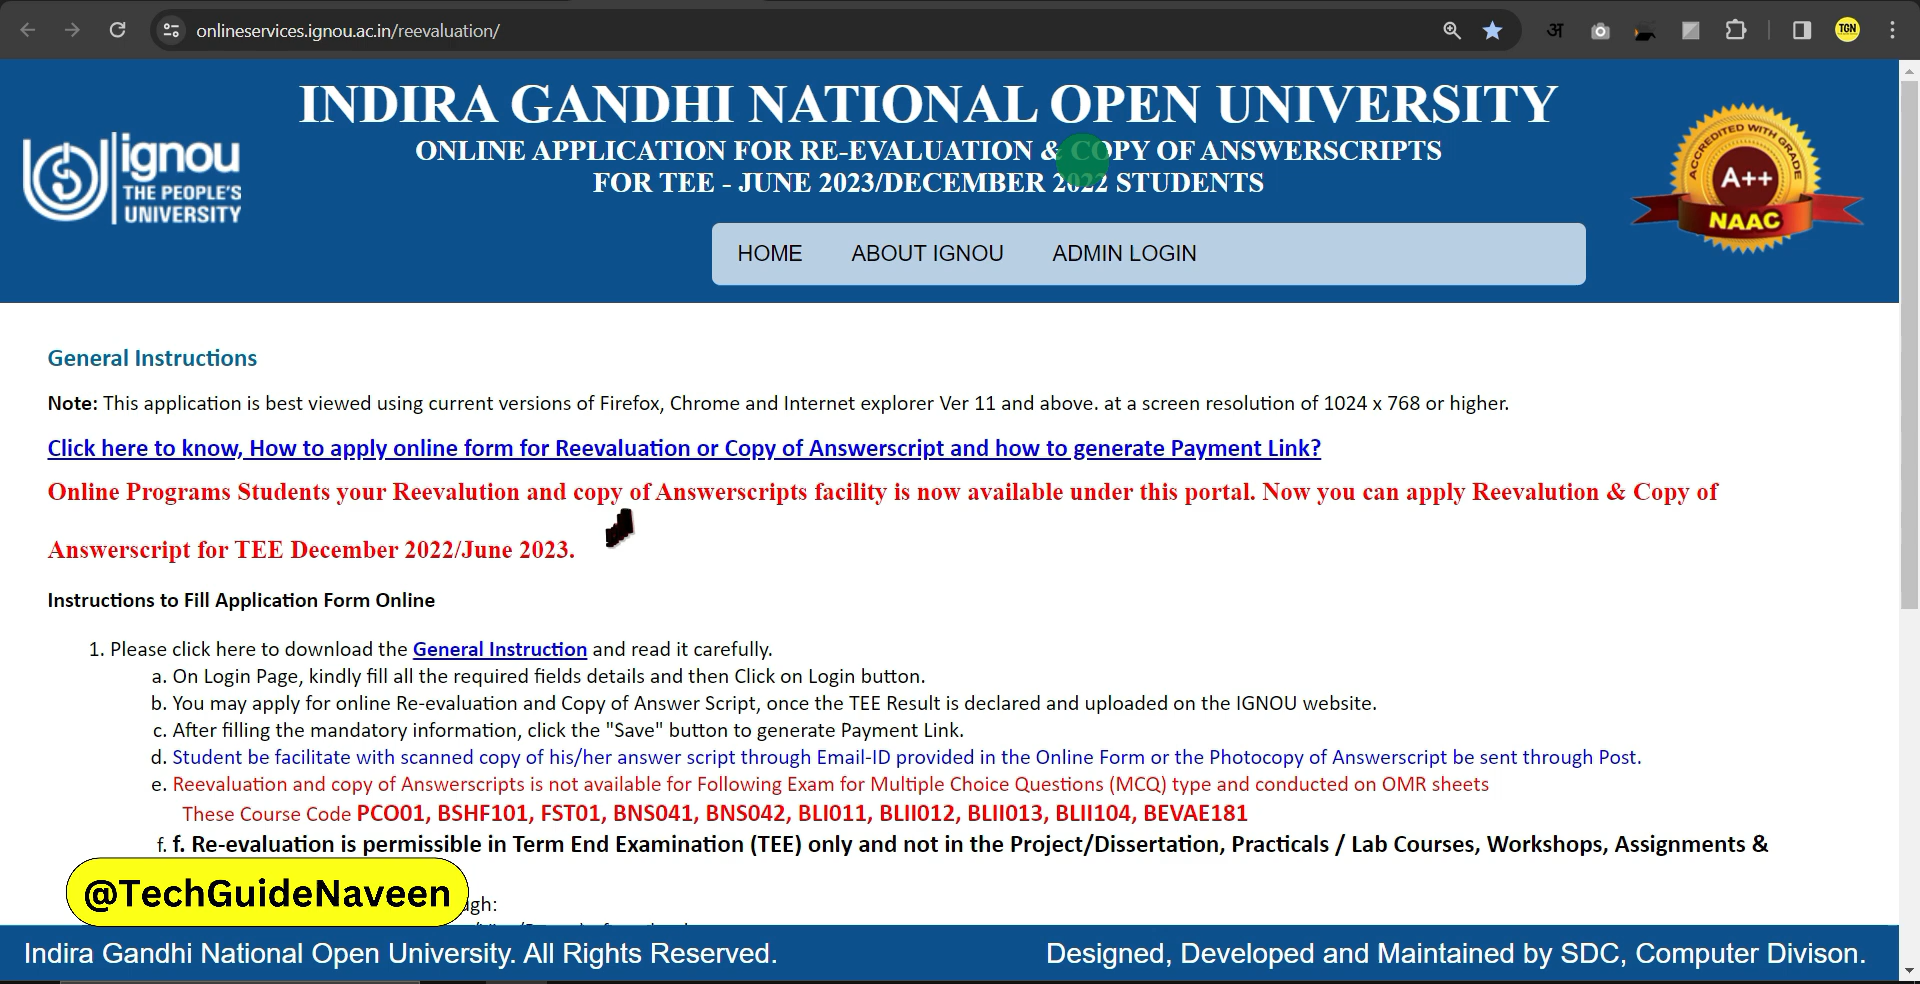 onlineservices.ignou.ac.in/reevaluation/
अ
TGN
INDIRA GANDHI NATIONAL OPEN UNIVERSITY
ONLINE APPLICATION FOR RE-EVALUATION & COPY OF ANSWERSCRIPTS
FOR TEE - JUNE 2023/DECEMBER 2022 STUDENTS
ignou
THE PEOPLE'S
UNIVERSITY
ACCREDITED WITH GRADE
A++
NAAC
HOME ABOUT IGNOU ADMIN LOGIN
General Instructions
Note: This application is best viewed using current versions of Firefox, Chrome and Internet explorer Ver 11 and above. at a screen resolution of 1024 x 768 or higher.
Click here to know, How to apply online form for Reevaluation or Copy of Answerscript and how to generate Payment Link?
Online Programs Students your Reevalution and copy of Answerscripts facility is now available under this portal. Now you can apply Reevalution & Copy of
Answerscript for TEE December 2022/June 2023.
Instructions to Fill Application Form Online
1. Please click here to download the General Instruction and read it carefully.
a. On Login Page, kindly fill all the required fields details and then Click on Login button.
b. You may apply for online Re-evaluation and Copy of Answer Script, once the TEE Result is declared and uploaded on the IGNOU website.
c. After filling the mandatory information, click the "Save" button to generate Payment Link.
d. Student be facilitate with scanned copy of his/her answer script through Email-ID provided in the Online Form or the Photocopy of Answerscript be sent through Post.
e. Reevaluation and copy of Answerscripts is not available for Following Exam for Multiple Choice Questions (MCQ) type and conducted on OMR sheets
These Course Code PCO01, BSHF101, FST01, BNS041, BNS042, BLI011, BLII012, BLII013, BLII104, BEVAE181
f. f. Re-evaluation is permissible in Term End Examination (TEE) only and not in the Project/Dissertation, Practicals / Lab Courses, Workshops, Assignments &
@TechGuideNaveen
Indira Gandhi National Open University. All Rights Reserved.
Designed, Developed and Maintained by SDC, Computer Divison.